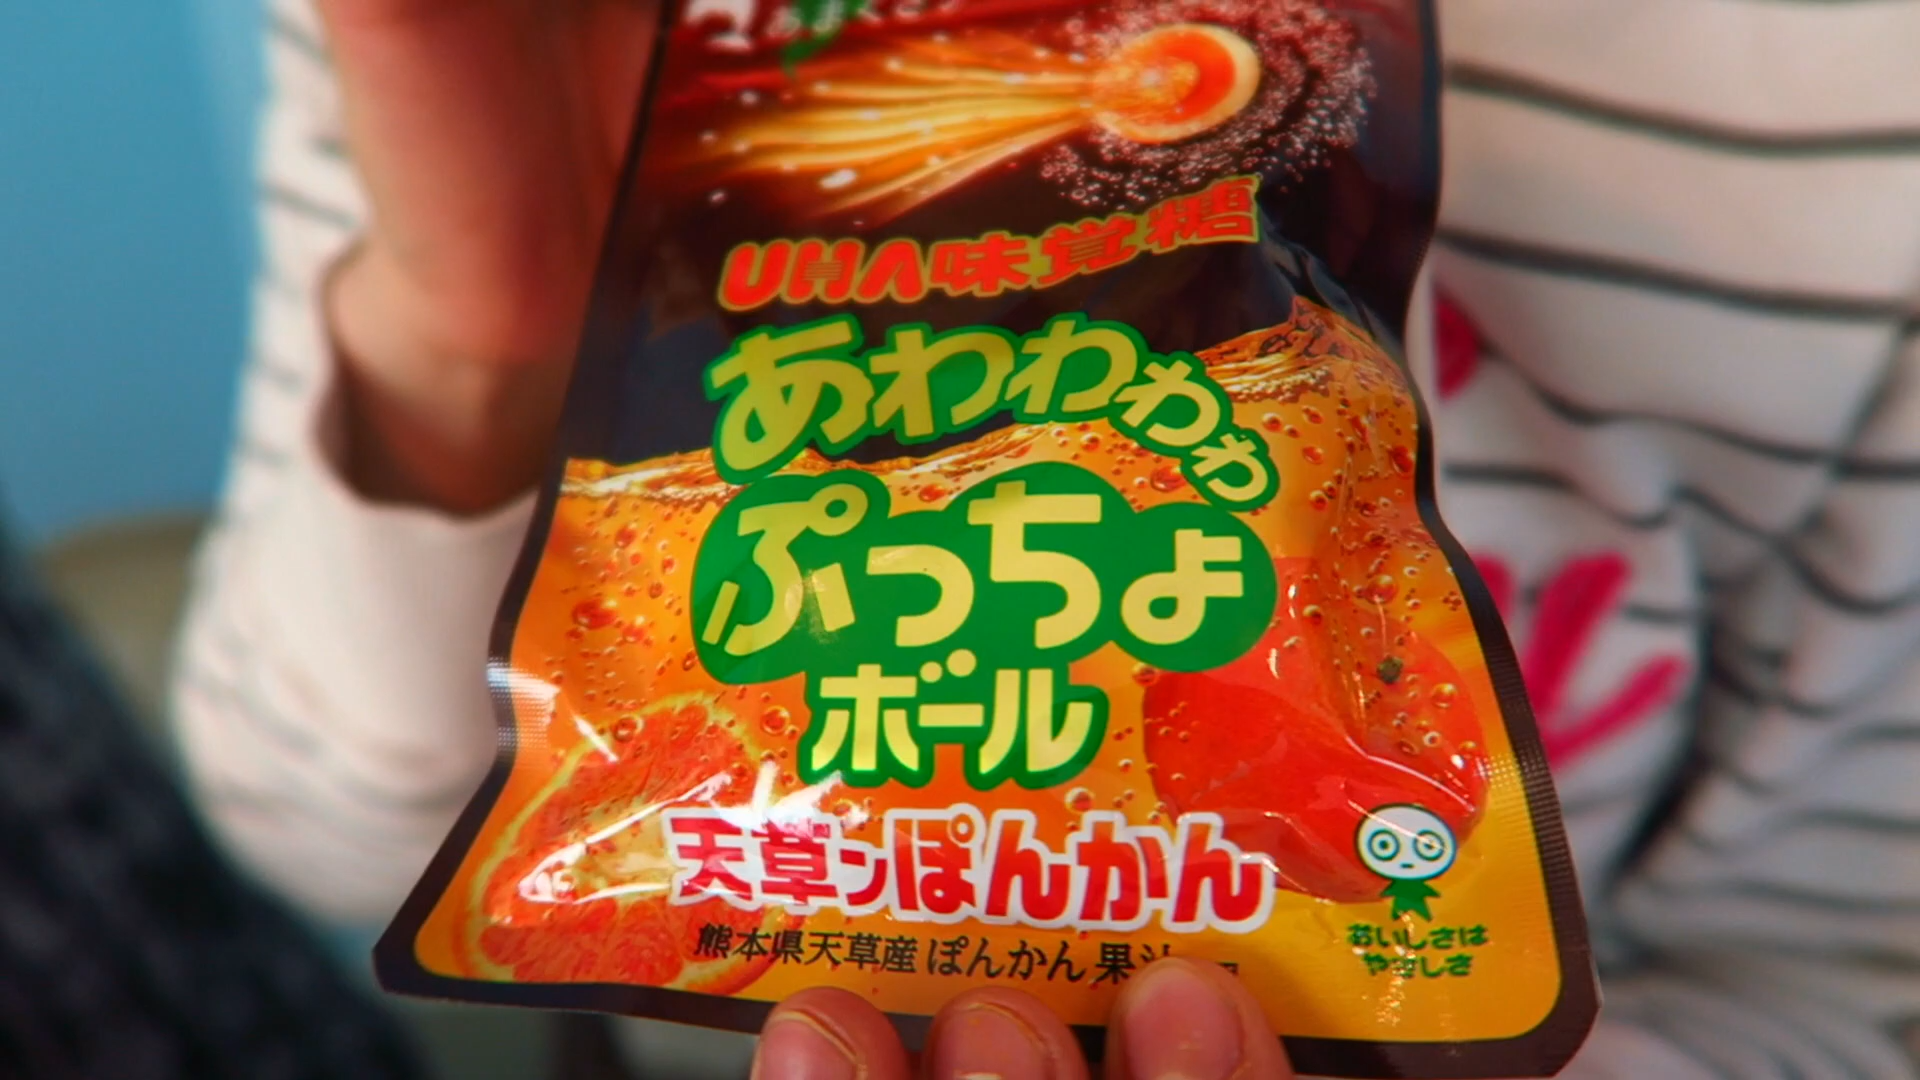 UHA味覚糖
あわわわわ
ぷっちょ
ボール
天草ンぽんかん
熊本県天草産 ぽんかん 果汁
おいしさは
やさしさ